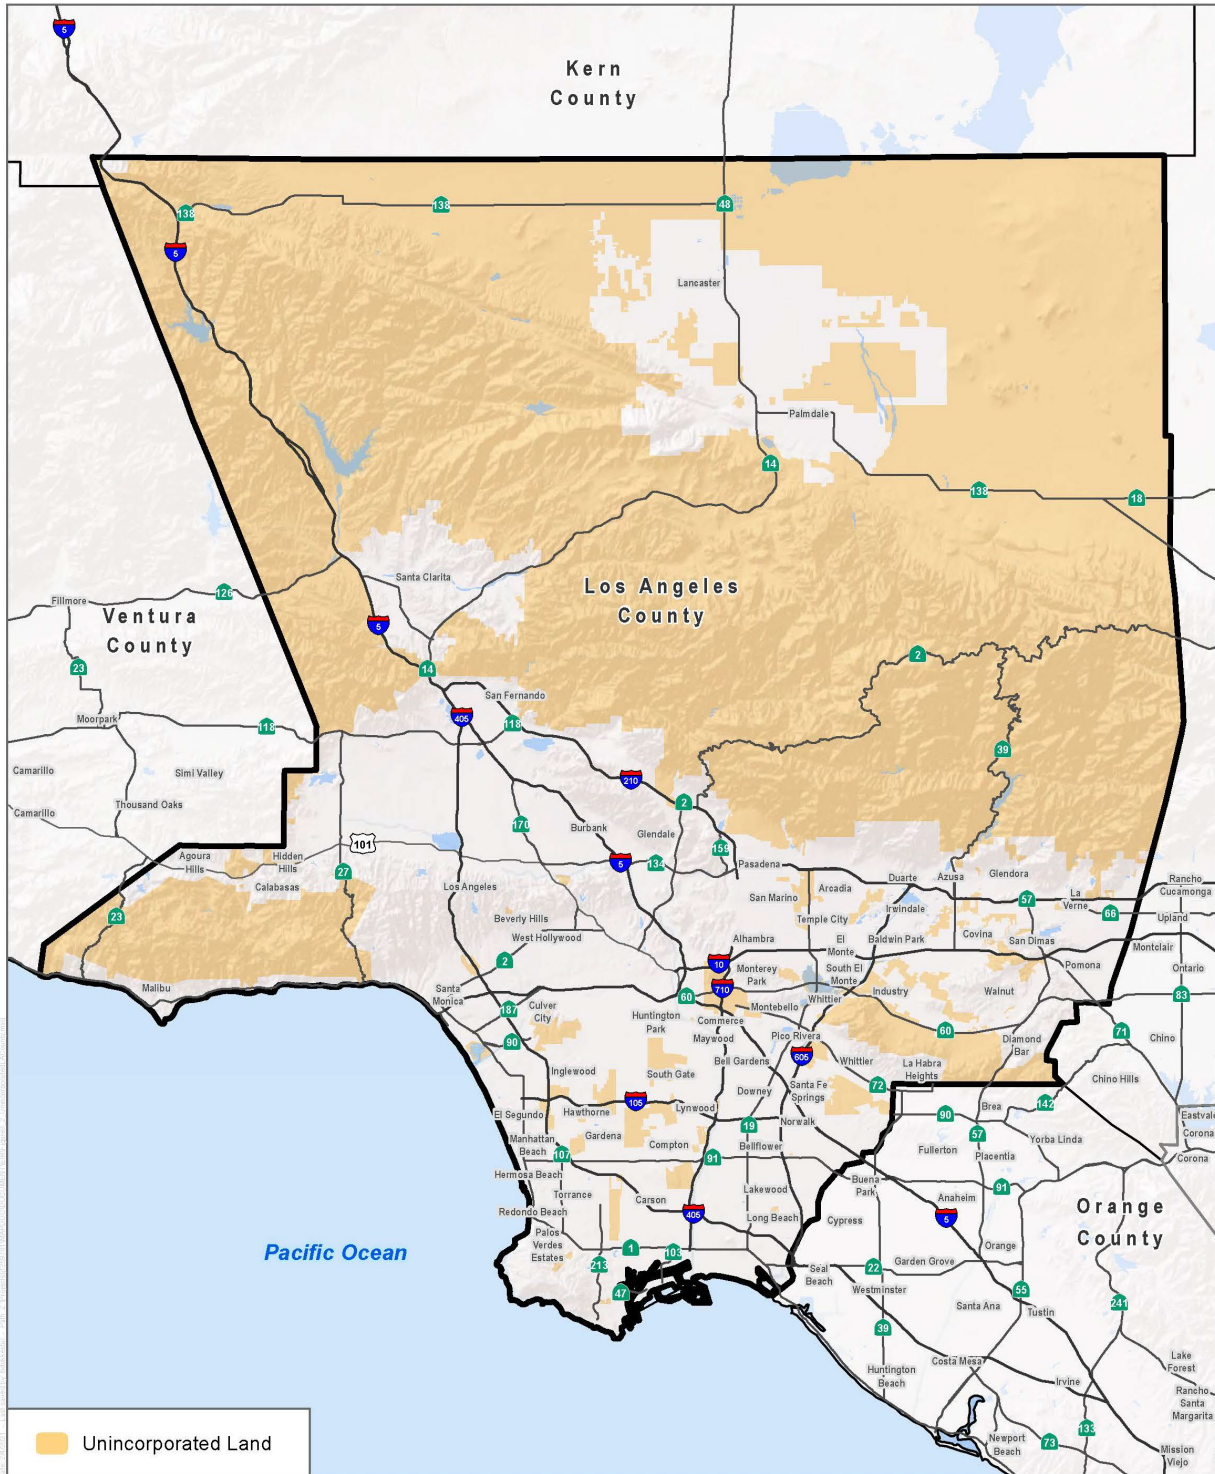 5
Kern
County
138
138
48
5
Lancaster
Palmdale
14
138
18
Santa Clarita
Los Angeles
County
126
Fillmore
Ventura
County
5
2
23
14
San Fernando
Moorpark
405
118
118
39
Camarillo
Simi Valley
210
Thousand Oaks
2
Camarillo
170
Burbank
Glendale
101
159
Agoura
Hills
Hidden
Hills
5
134
Pasadena
27
Calabasas
Los Angeles
San Marino
Arcadia
Duarte
Azusa
Glendora
Rancho
Cucamonga
La
Verne
57
66
Upland
23
Beverly Hills
Temple City
Irwindale
West Hollywood
Alhambra
El
Monte
Baldwin Park
Covina
San Dimas
Montclair
2
10
Monterey
Park
South El
Monte
Pomona
Ontario
Malibu
Santa
Monica
710
60
Whittier
Industry
Walnut
83
187
Culver
City
Huntington
Park
Commerce
Montebello
90
Maywood
Pico Rivera
60
Diamond
Bar
71
Chino
605
Inglewood
South Gate
Bell Gardens
Whittier
La Habra
Heights
Chino Hills
Downey
Santa Fe
Springs
72
El Segundo
Hawthorne
105
Lynwood
Norwalk
90
Brea
142
Eastvale
Manhattan
Beach
Gardena
Compton
19
Bellflower
57
Yorba Linda
Corona
107
91
Fullerton
Placentia
Corona
Hermosa Beach
Torrance
Carson
Lakewood
Buena
Park
91
Anaheim
Redondo Beach
405
Long Beach
Cypress
5
Orange
County
Palos
Verdes
Estates
Pacific Ocean
1
103
Orange
213
Seal
Beach
22
Garden Grove
47
Westminster
55
Santa Ana
Tustin
241
39
Huntington
Beach
Costa Mesa
Irvine
Lake
Forest
Rancho
Santa
Margarita
133
Newport
Beach
73
Mission
Viejo
Unincorporated Land